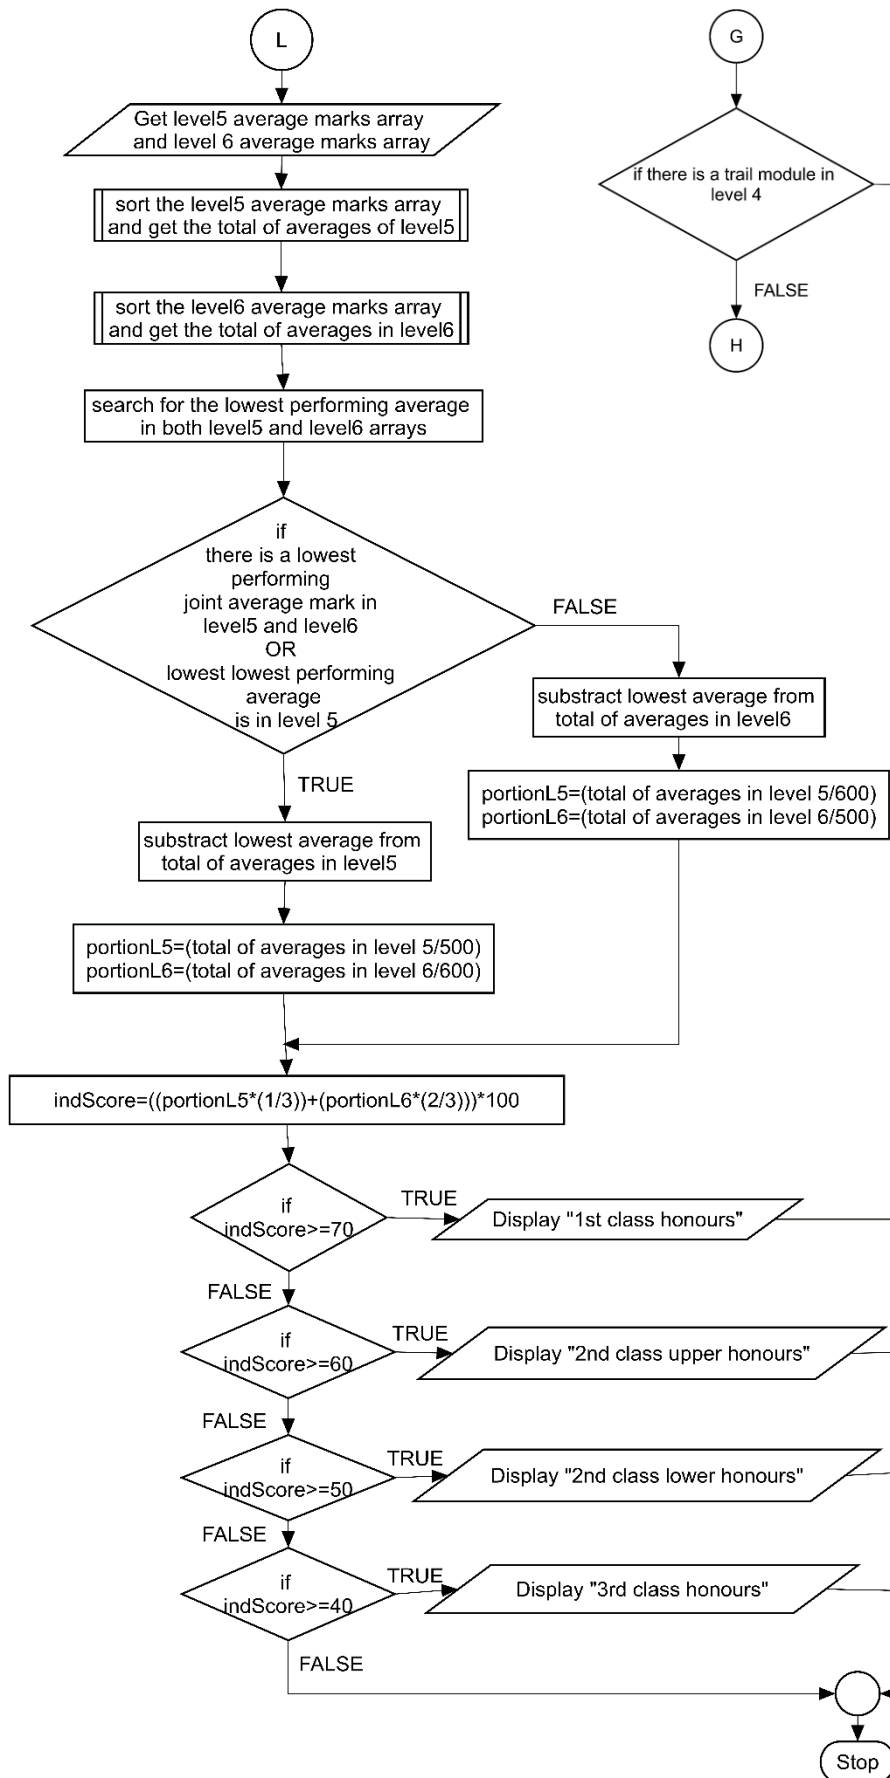 L
Get level5 average marks array
and level 6 average marks array
sort the level5 average marks array
and get the total of averages of level5
sort the level6 average marks array
and get the total of averages in level6
search for the lowest performing average
in both level5 and level6 arrays
if
there is a lowest
performing
joint average mark in
level5 and level6
OR
lowest lowest performing
average
is in level 5
FALSE
substract lowest average from
total of averages in level6
portionL5=(total of averages in level 5/600)
portionL6=(total of averages in level 6/500)
TRUE
substract lowest average from
total of averages in level5
portionL5=(total of averages in level 5/500)
portionL6=(total of averages in level 6/600)
indScore=((portionL5*(1/3))+(portionL6*(2/3)))*100
if
indScore>=70
TRUE
Display "1st class honours"
FALSE
if
indScore>=60
TRUE
Display "2nd class upper honours"
FALSE
if
indScore>=50
TRUE
Display "2nd class lower honours"
FALSE
if
indScore>=40
TRUE
Display "3rd class honours"
FALSE
Stop
G
if there is a trail module in
level 4
FALSE
H